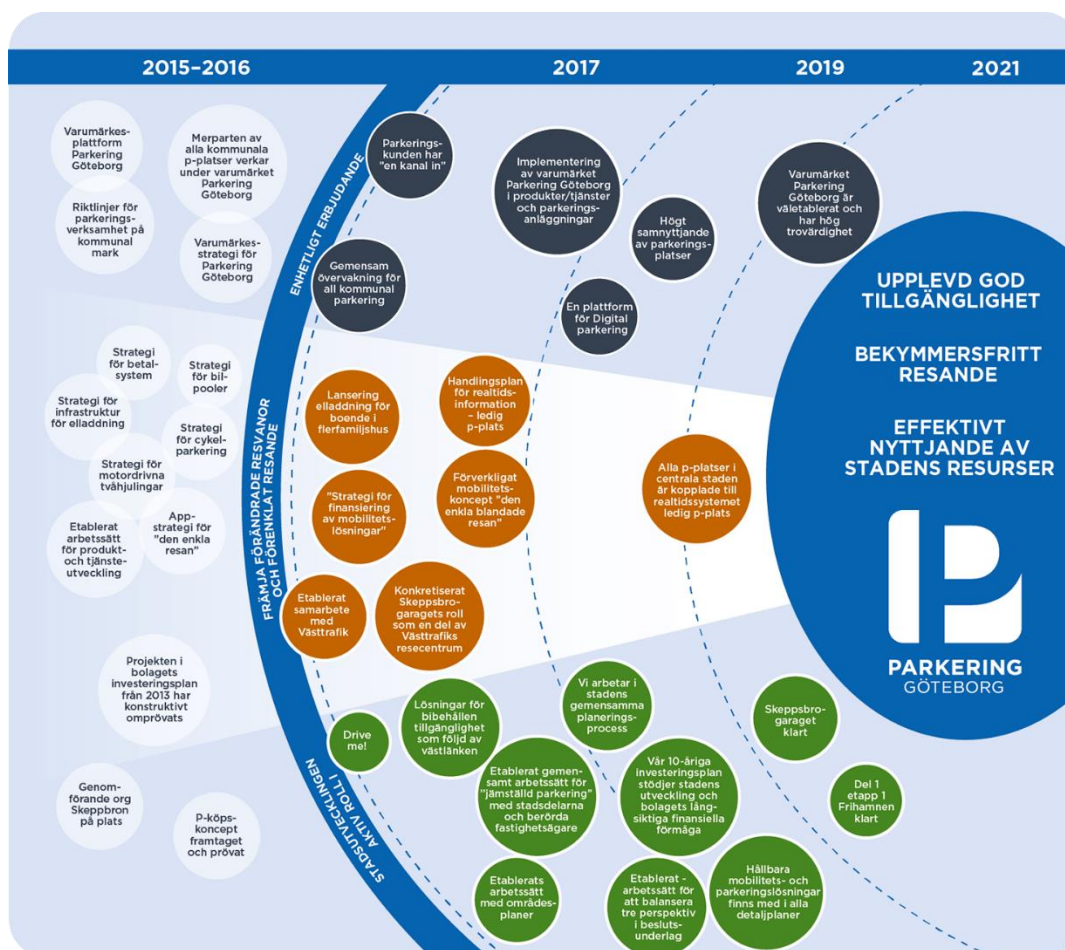 2015–2016
2017
2019
2021
Varumärkes-
plattform
Parkering
Göteborg
Merparten av
alla kommunala
p-platser verkar
under varumärket
Parkering
Göteborg
Riktlinjer för
parkerings-
verksamhet på
kommunal
mark
Varumärkes-
strategi för
Parkering
Göteborg
Strategi
för betal-
system
Strategi
för bil-
pooler
Strategi för
infrastruktur
för elladdning
Strategi
för cykel-
parkering
Strategi för
motordrivna
tvåhjulingar
Etablerat
arbetssätt
för produkt-
och tjänste-
utveckling
App-
strategi för
"den enkla
resan"
Projekten i
bolagets
investeringsplan
från 2013 har
konstruktivt
omprövats
Genom-
förande org
Skeppbron
på plats
P-köps-
koncept
framtaget
och prövat
ENHETLIGT ERBJUDANDE
FRÄMJA FÖRÄNDRADE RESVANOR
OCH FÖRENKLAT RESANDE
AKTIV ROLL I
STADSUTVECKLINGEN
Parkerings-
kunden har
"en kanal in"
Gemensam
övervakning för
all kommunal
parkering
Implementering
av varumärket
Parkering Göteborg
i produkter/tjänster
och parkerings-
anläggningar
Högt
samnyttjande
av parkerings-
platser
En plattform
för Digital
parkering
Varumärket
Parkering
Göteborg är
väletablerat och
har hög
trovärdighet
Lansering
elladdning för
boende i
flerfamiljshus
Handlingsplan
för realtids-
information
– ledig
p-plats
"Strategi för
finansiering
av mobilitets-
lösningar"
Förverkligat
mobilitets-
koncept "den
enkla blandade
resan"
Alla p-platser i
centrala staden
är kopplade till
realtidssystemet
ledig p-plats
Etablerat
samarbete
med
Västtrafik
Konkretiserat
Skeppsbro-
garagets roll
som en del av
Västtrafiks
resecentrum
Drive
me!
Lösningar för
bibehållen
tillgänglighet
som följd av
västlänken
Vi arbetar i
stadens
gemensamma
planerings-
process
Etablerat gemen-
samt arbetssätt för
"jämställd parkering"
med stadsdelarna
och berörda
fastighetsägare
Vår 10-åriga
investeringsplan
stödjer stadens
utveckling och
bolagets lång-
siktiga finansiella
förmåga
Skeppsbro-
garaget
klart
Del 1
etapp 1
Frihamnen
klart
Etablerats
arbetssätt
med områdes-
planer
Etablerat -
arbetssätt för
att balansera
tre perspektiv
i besluts-
underlag
Hållbara
mobilitets- och
parkeringslösningar
finns med i alla
detaljplaner
UPPLEVD GOD
TILLGÄNGLIGHET
BEKYMMERSFRITT
RESANDE
EFFEKTIVT
NYTTJANDE AV
STADENS RESURSER
PARKERING
GÖTEBORG